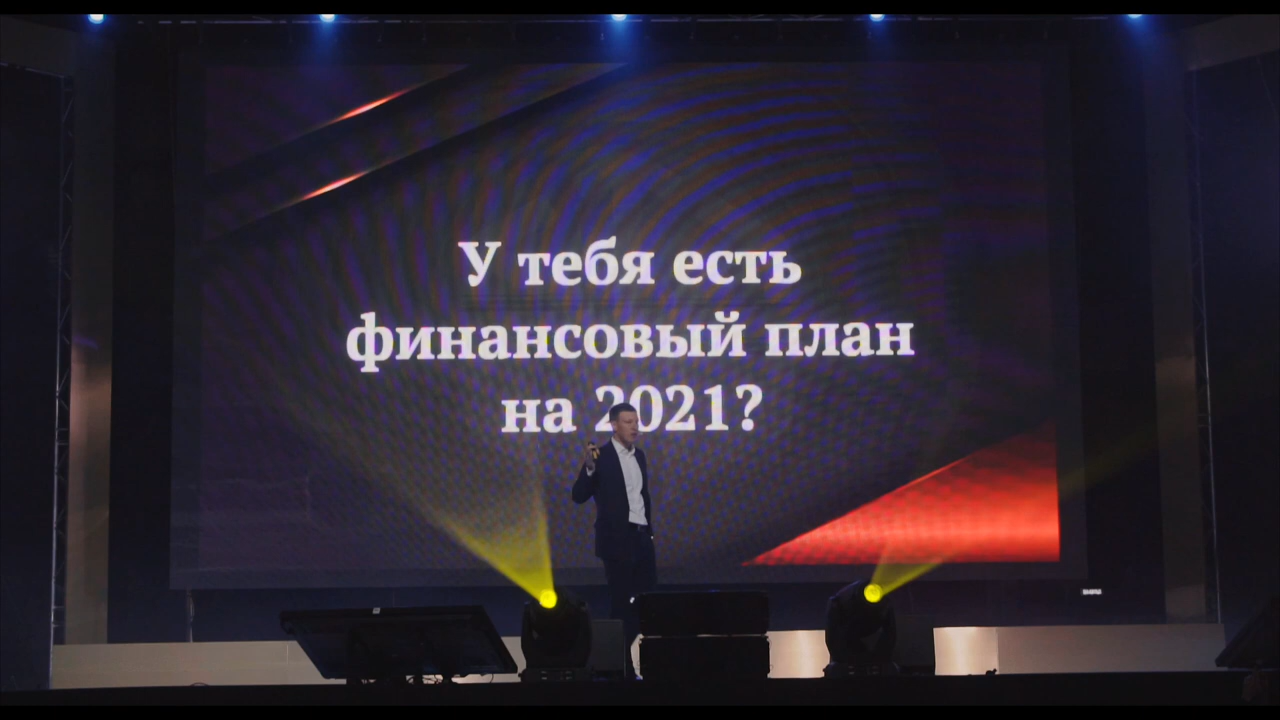 У тебя есть
финансовый план
на 2021?